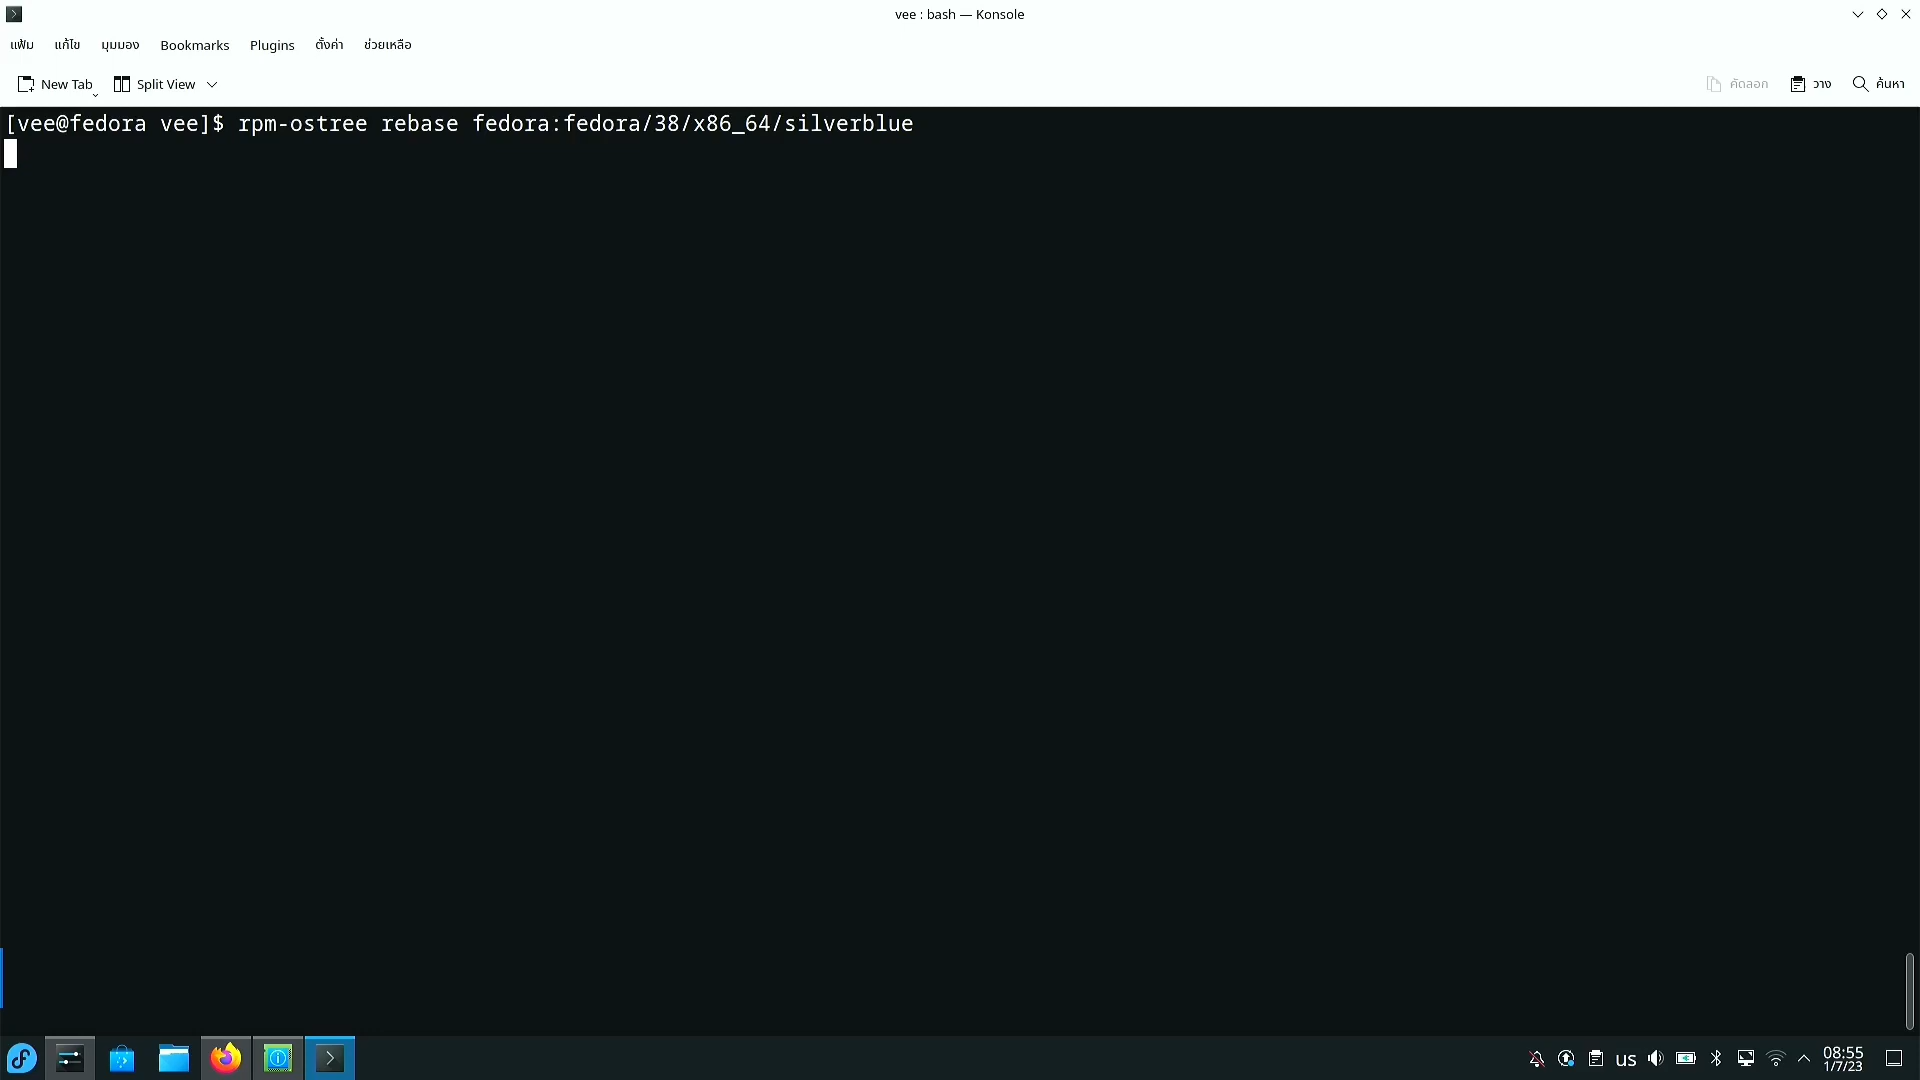 vee : bash — Konsole
แฟ้ม แก้ไข มุมมอง Bookmarks Plugins ตั้งค่า ช่วยเหลือ
New Tab Split View คัดลอก วาง ค้นหา
[vee@fedora vee]$ rpm-ostree rebase fedora:fedora/38/x86_64/silverblue
us 08:55
1/7/23